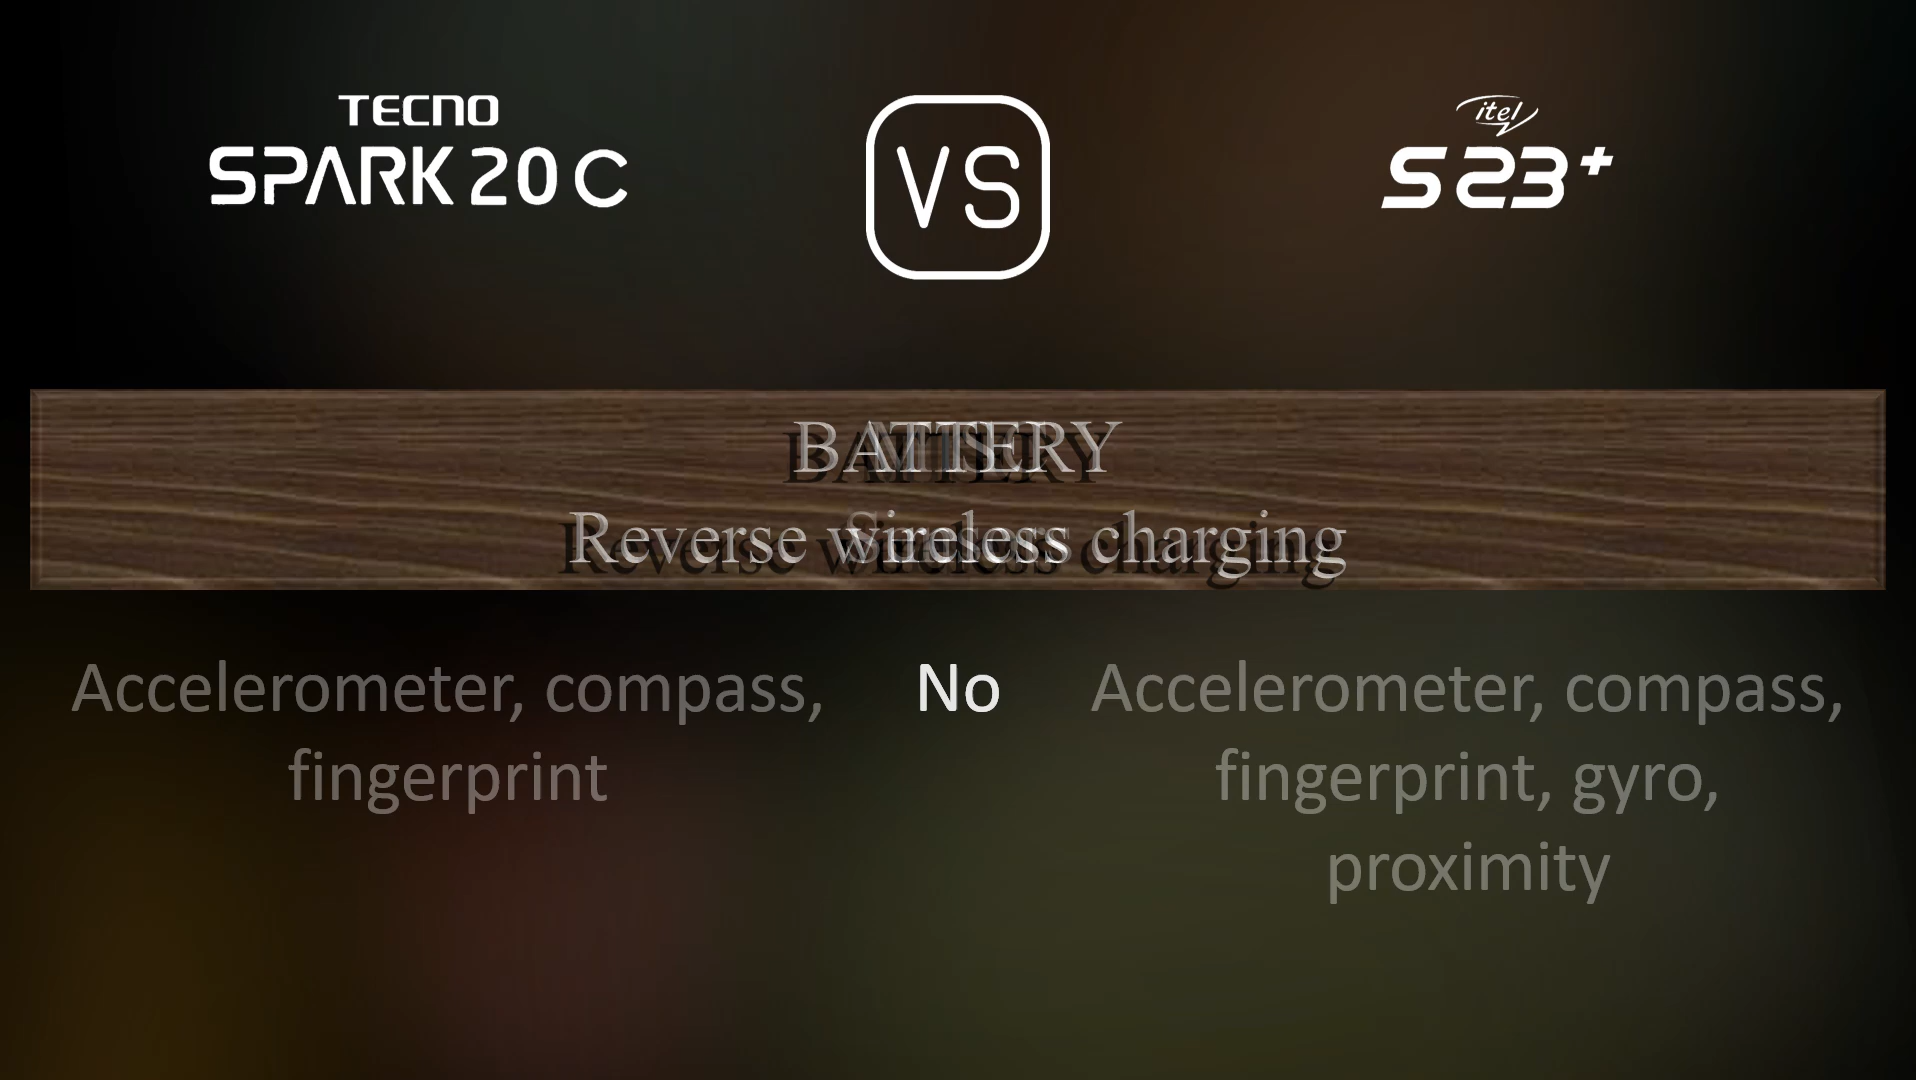 TECNO
SPARK 20 C
VS
itel
S23+
BATTERY
Reverse wireless charging
Accelerometer, compass,
fingerprint
No
Accelerometer, compass,
fingerprint, gyro,
proximity